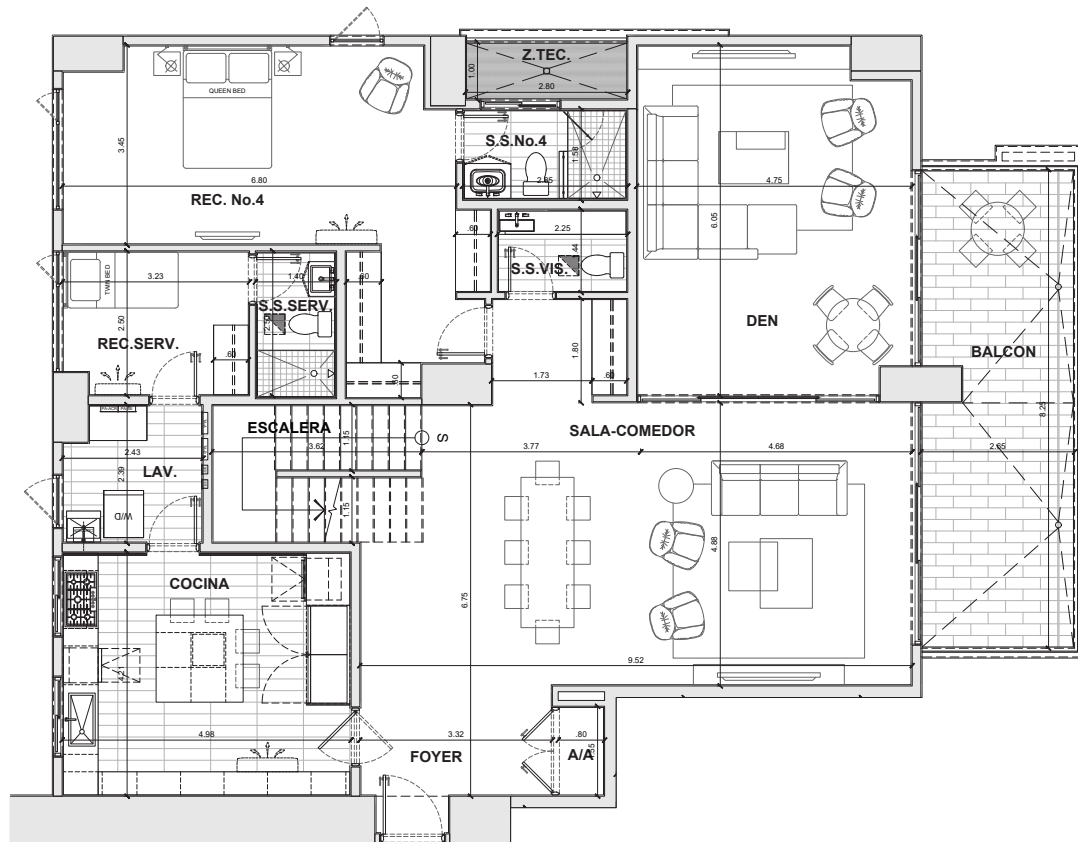 Z.TEC.
1.00
2.80
QUEEN BED
3.45
6.80
REC. No.4
S.S.No.4
1.58
2.85
4.75
6.05
.60
2.25
S.S.VIS.
DEN
BALCON
8.25
2.65
TWIN BED
3.23
2.50
REC.SERV.
.60
1.40
S.S.SERV.
.60
1.80
1.73
.60
ESCALERA
3.62
1.15
S
1.15
SALA-COMEDOR
3.77
4.68
4.88
2.43
2.39
LAV.
W/D
COCINA
4.21
4.98
6.75
9.52
3.32
FOYER
.80
A/A